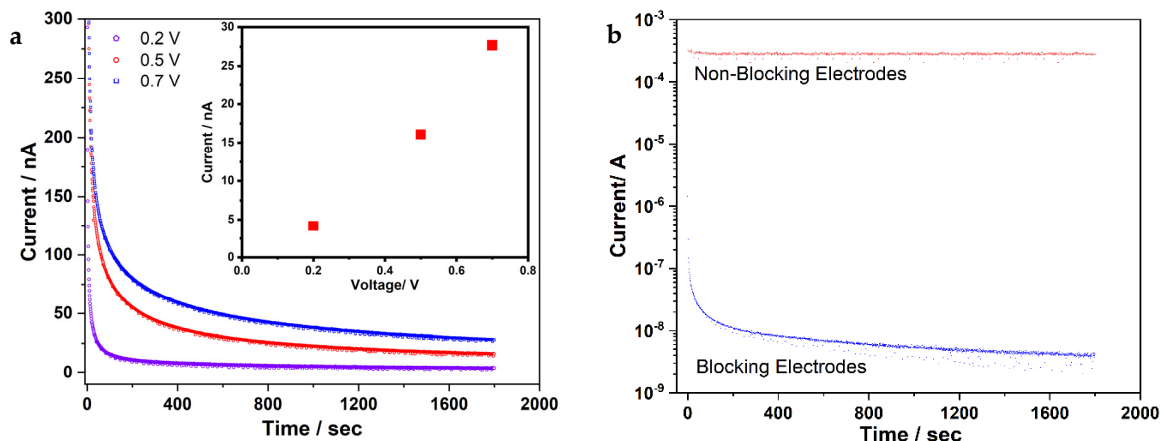 a
0.2 V
0.5 V
0.7 V
300
250
200
150
100
50
0
Current / nA
0 400 800 1200 1600 2000
Time / sec
30
25
20
15
10
5
0
Current / nA
0.0 0.2 0.4 0.6 0.8
Voltage/ V
b
10⁻³
10⁻⁴
10⁻⁵
10⁻⁶
10⁻⁷
10⁻⁸
10⁻⁹
Current/ A
Non-Blocking Electrodes
Blocking Electrodes
0 400 800 1200 1600 2000
Time / sec